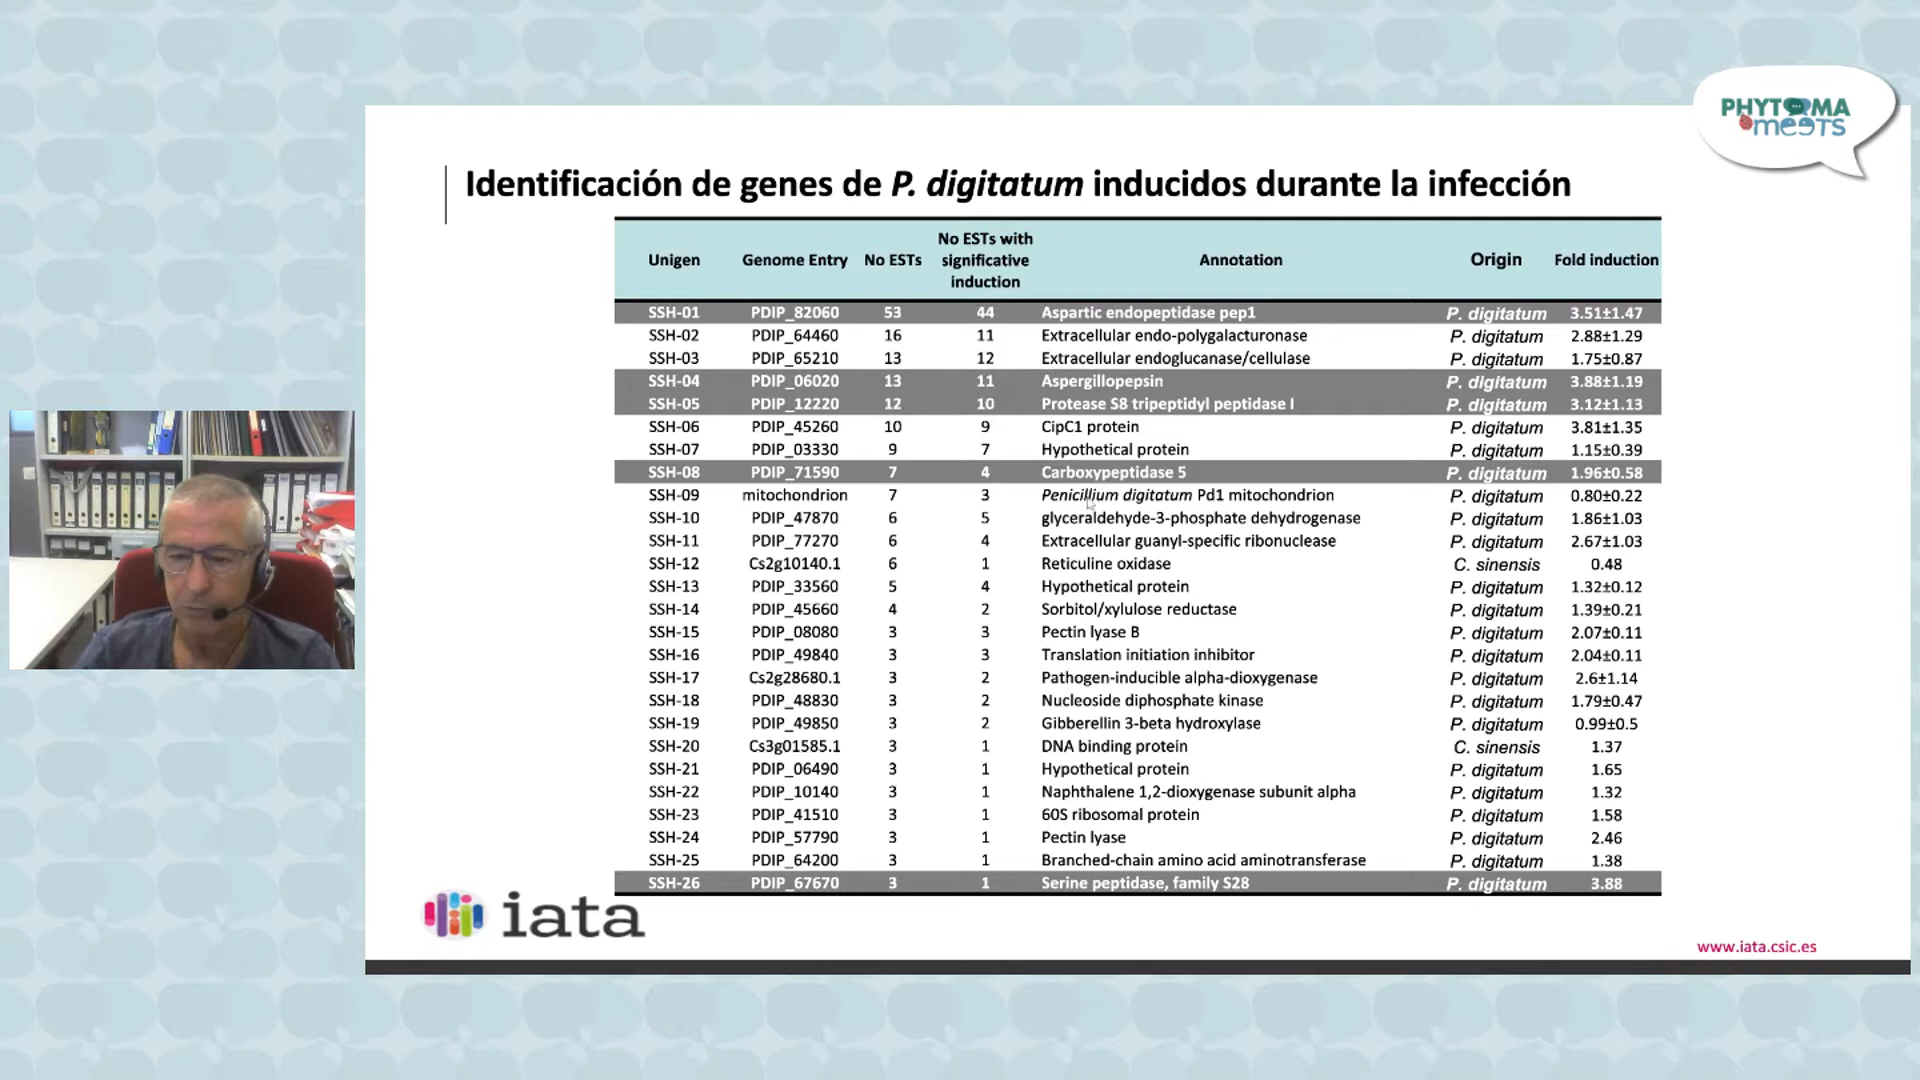 PHYTOMA
meets
Identificación de genes de P. digitatum inducidos durante la infección
Unigen Genome Entry No ESTs No ESTs with significative induction Annotation Origin Fold induction
SSH-01 PDIP_82060 53 44 Aspartic endopeptidase pep1 P. digitatum 3.51±1.47
SSH-02 PDIP_64460 16 11 Extracellular endo-polygalacturonase P. digitatum 2.88±1.29
SSH-03 PDIP_65210 13 12 Extracellular endoglucanase/cellulase P. digitatum 1.75±0.87
SSH-04 PDIP_06020 13 11 Aspergillopepsin P. digitatum 3.88±1.19
SSH-05 PDIP_12220 12 10 Protease S8 tripeptidyl peptidase I P. digitatum 3.12±1.13
SSH-06 PDIP_45260 10 9 CipC1 protein P. digitatum 3.81±1.35
SSH-07 PDIP_03330 9 7 Hypothetical protein P. digitatum 1.15±0.39
SSH-08 PDIP_71590 7 4 Carboxypeptidase 5 P. digitatum 1.96±0.58
SSH-09 mitochondrion 7 3 Penicillium digitatum Pd1 mitochondrion P. digitatum 0.80±0.22
SSH-10 PDIP_47870 6 5 glyceraldehyde-3-phosphate dehydrogenase P. digitatum 1.86±1.03
SSH-11 PDIP_77270 6 4 Extracellular guanyl-specific ribonuclease P. digitatum 2.67±1.03
SSH-12 Cs2g10140.1 6 1 Reticuline oxidase C. sinensis 0.48
SSH-13 PDIP_33560 5 4 Hypothetical protein P. digitatum 1.32±0.12
SSH-14 PDIP_45660 4 2 Sorbitol/xylulose reductase P. digitatum 1.39±0.21
SSH-15 PDIP_08080 3 3 Pectin lyase B P. digitatum 2.07±0.11
SSH-16 PDIP_49840 3 3 Translation initiation inhibitor P. digitatum 2.04±0.11
SSH-17 Cs2g28680.1 3 2 Pathogen-inducible alpha-dioxygenase P. digitatum 2.6±1.14
SSH-18 PDIP_48830 3 2 Nucleoside diphosphate kinase P. digitatum 1.79±0.47
SSH-19 PDIP_49850 3 2 Gibberellin 3-beta hydroxylase P. digitatum 0.99±0.5
SSH-20 Cs3g01585.1 3 1 DNA binding protein C. sinensis 1.37
SSH-21 PDIP_06490 3 1 Hypothetical protein P. digitatum 1.65
SSH-22 PDIP_10140 3 1 Naphthalene 1,2-dioxygenase subunit alpha P. digitatum 1.32
SSH-23 PDIP_41510 3 1 60S ribosomal protein P. digitatum 1.58
SSH-24 PDIP_57790 3 1 Pectin lyase P. digitatum 2.46
SSH-25 PDIP_64200 3 1 Branched-chain amino acid aminotransferase P. digitatum 1.38
SSH-26 PDIP_67670 3 1 Serine peptidase, family S28 P. digitatum 3.88
iata
www.iata.csic.es